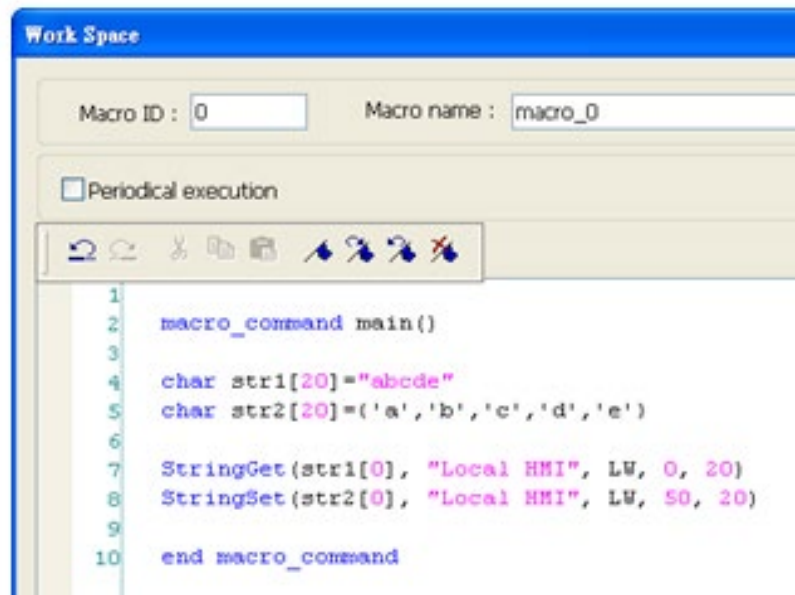 Work Space
Macro ID : 0 Macro name : macro_0
Periodical execution
1
2 macro_command main()
3
4 char str1[20]="abcde"
5 char str2[20]=('a','b','c','d','e')
6
7 StringGet(str1[0], "Local HMI", LW, 0, 20)
8 StringSet(str2[0], "Local HMI", LW, 50, 20)
9
10 end macro_command